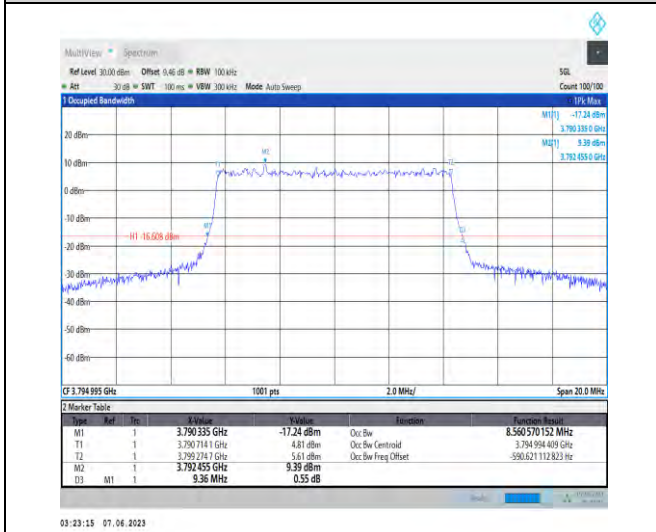 MultiView Spectrum
Ref Level 30.00 dBm Offset 9.46 dB RBW 100 kHz SGL
Att 30 dB SWT 100 ms VBW 300 kHz Mode Auto Sweep Count 100/100
1 Occupied Bandwidth 1Pk Max
M1[1] -17.24 dBm
3.790 335 0 GHz
M2[1] 9.39 dBm
3.792 455 0 GHz
20 dBm
M2
10 dBm
T1 T2
0 dBm
-10 dBm
M1 D3
H1 -16.608 dBm
-20 dBm
-30 dBm
-40 dBm
-50 dBm
-60 dBm
CF 3.794 995 GHz 1001 pts 2.0 MHz/ Span 20.0 MHz
2 Marker Table
Type Ref Trc X-Value Y-Value Function Function Result
M1 1 3.790 335 GHz -17.24 dBm Occ Bw 8.560 570 152 MHz
T1 1 3.790 714 1 GHz 4.81 dBm Occ Bw Centroid 3.794 994 409 GHz
T2 1 3.799 274 7 GHz 5.61 dBm Occ Bw Freq Offset -590.621 112 823 Hz
M2 1 3.792 455 GHz 9.39 dBm
D3 M1 1 9.36 MHz 0.55 dB
03:23:15 07.06.2023